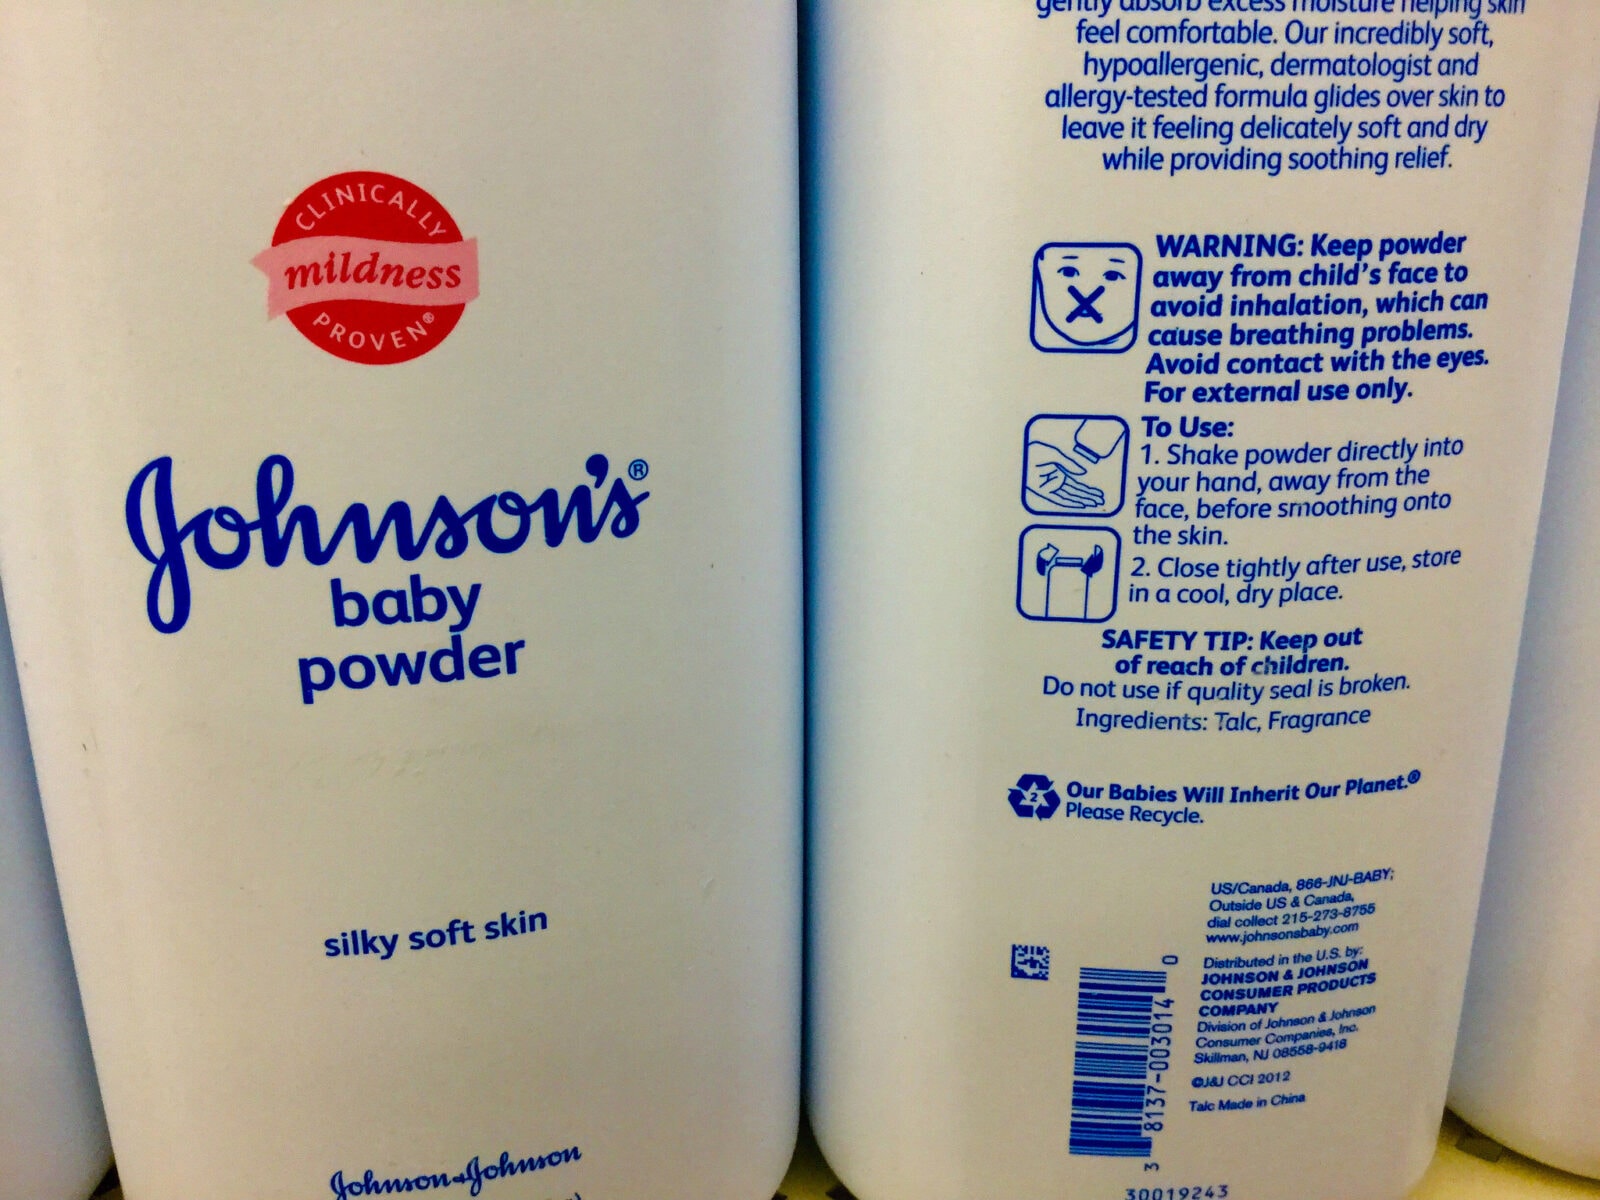 CLINICALLY
mildness
PROVEN®
Johnson's®
baby
powder
silky soft skin
Johnson & Johnson
gently absorb excess moisture helping skin
feel comfortable. Our incredibly soft,
hypoallergenic, dermatologist and
allergy-tested formula glides over skin to
leave it feeling delicately soft and dry
while providing soothing relief.
WARNING: Keep powder
away from child's face to
avoid inhalation, which can
cause breathing problems.
Avoid contact with the eyes.
For external use only.
To Use:
1. Shake powder directly into
your hand, away from the
face, before smoothing onto
the skin.
2. Close tightly after use, store
in a cool, dry place.
SAFETY TIP: Keep out
of reach of children.
Do not use if quality seal is broken.
Ingredients: Talc, Fragrance
2
Our Babies Will Inherit Our Planet.®
Please Recycle.
US/Canada, 866-JNJ-BABY;
Outside US & Canada,
dial collect 215-273-8755
www.johnsonsbaby.com
Distributed in the U.S. by:
JOHNSON & JOHNSON
CONSUMER PRODUCTS
COMPANY
Division of Johnson & Johnson
Consumer Companies, Inc.
Skillman, NJ 08558-9418
©J&J CCI 2012
Talc Made in China
3 8137-003014 0
30019243